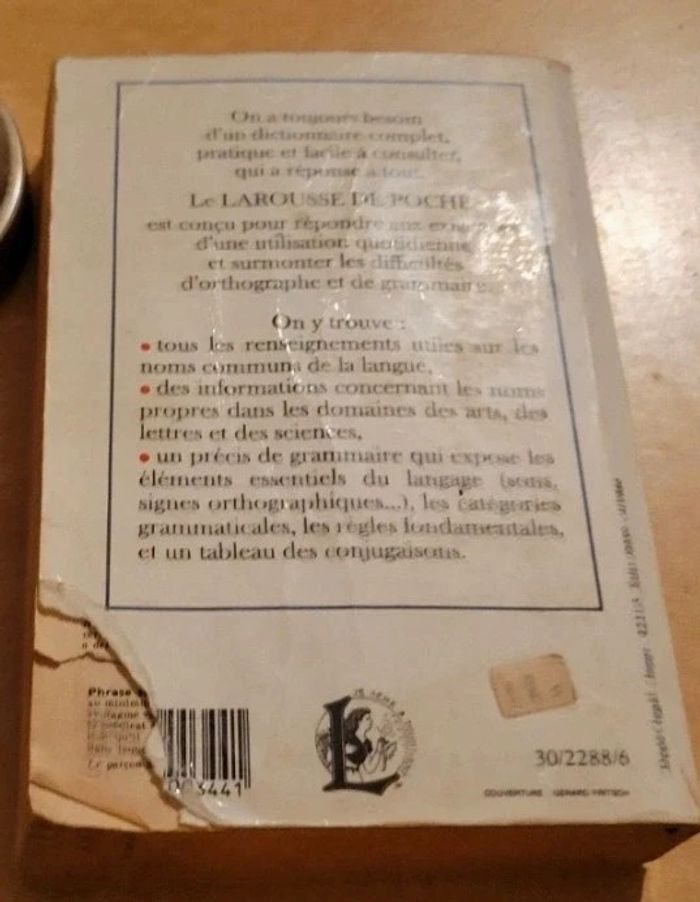 On a toujours besoin
d'un dictionnaire complet,
pratique et facile à consulter,
qui a réponse à tout.
Le LAROUSSE DE POCHE
est conçu pour répondre aux
d'une utilisation quotidienne
et surmonter les difficultés
d'orthographe et de grammaire.
On y trouve :
• tous les renseignements utiles sur les
noms communs de la langue,
• des informations concernant les noms
propres dans les domaines des arts, des
lettres et des sciences,
• un précis de grammaire qui expose les
éléments essentiels du langage (sons,
signes orthographiques...), les catégories
grammaticales, les règles fondamentales,
et un tableau des conjugaisons.
Phrase
3441
L
30/2288/6
COUVERTURE : GERARD FRITSCH